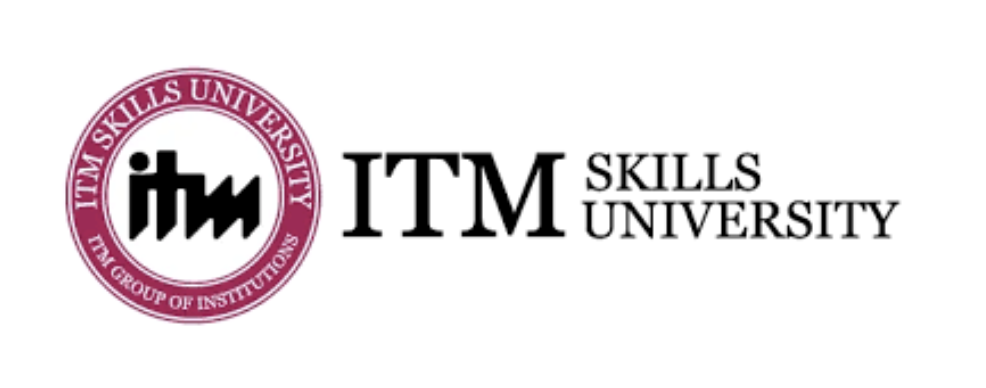 ITM SKILLS UNIVERSITY
itm
ITM GROUP OF INSTITUTIONS
ITM
SKILLS
UNIVERSITY